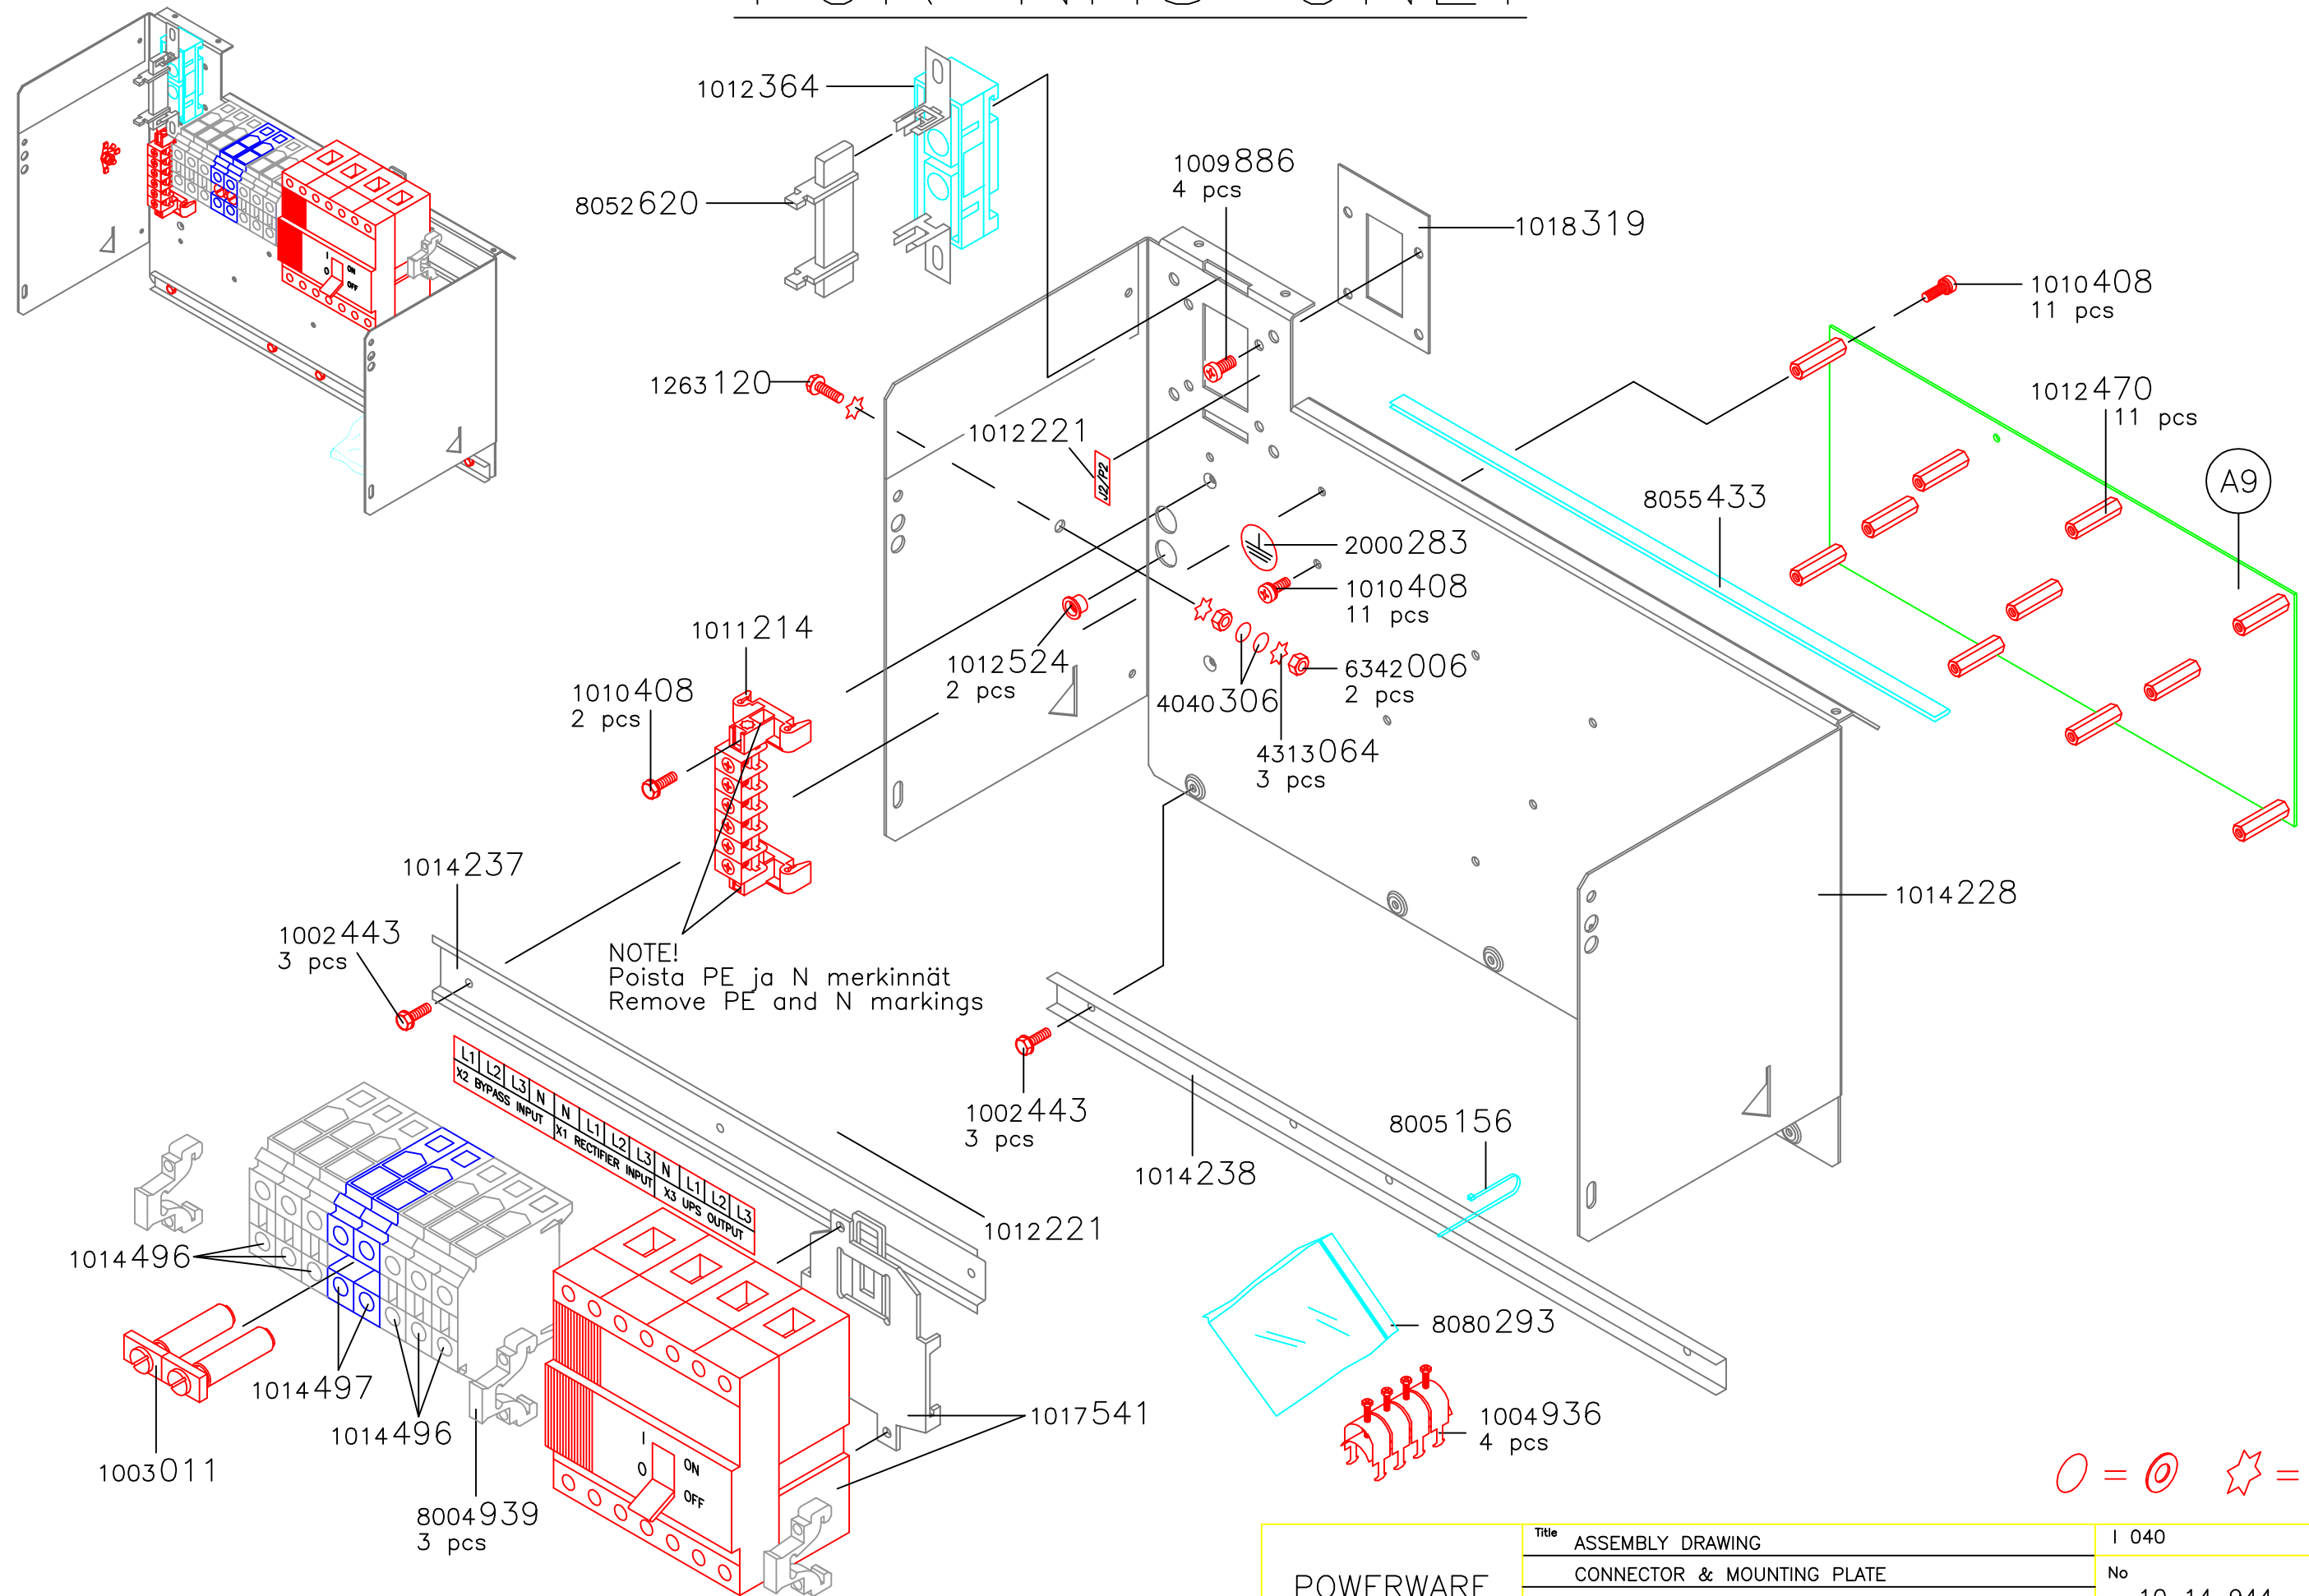 1012364
8052620
1009886
4 pcs
1018319
1010408
11 pcs
1263120
1012470
11 pcs
1012221
J2/P2
A9
8055433
2000283
1010408
11 pcs
1011214
1012524
2 pcs
6342006
2 pcs
1010408
2 pcs
4040306
4313064
3 pcs
1014237
1014228
1002443
3 pcs
NOTE!
Poista PE ja N merkinnät
Remove PE and N markings
L1 L2 L3 N N L1 L2 L3 N L1 L2 L3
X2 BYPASS INPUT X1 RECTIFIER INPUT X3 UPS OUTPUT
1002443
3 pcs
8005156
1014238
1012221
1014496
8080293
1014497
1014496
1017541
1004936
4 pcs
1003011
I ON
O OFF
I ON
O OFF
8004939
3 pcs
= =
Title ASSEMBLY DRAWING
I 040
CONNECTOR & MOUNTING PLATE
No
POWERWARE